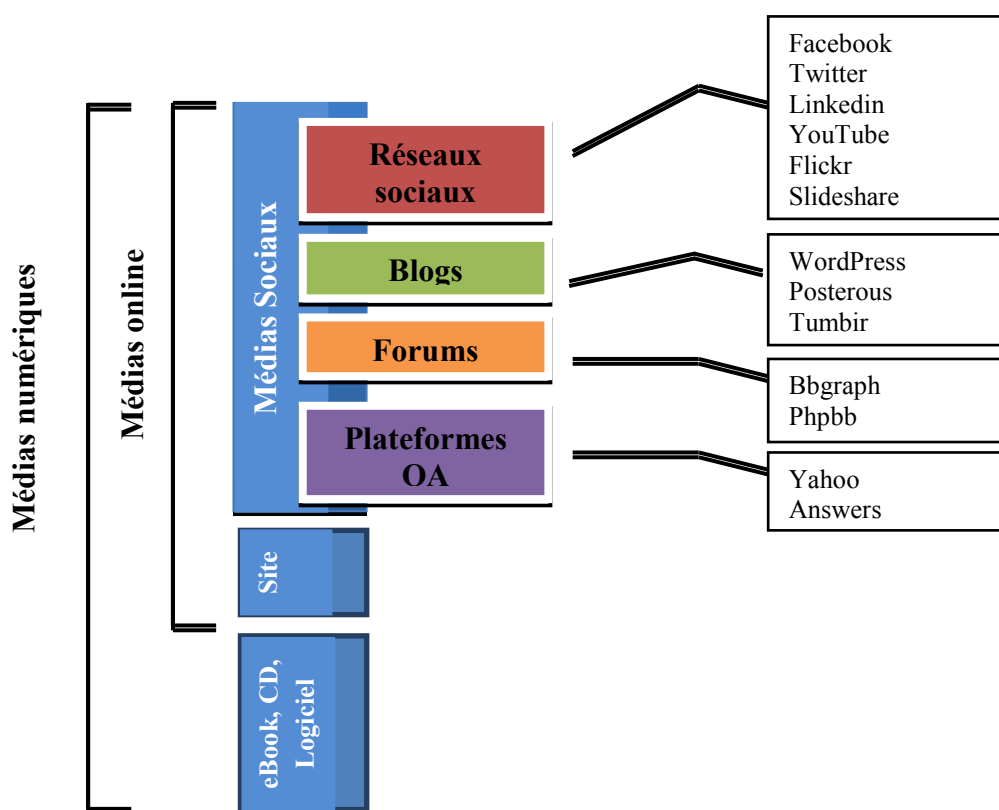 Médias numériques
Médias online
Médias Sociaux
Réseaux
sociaux
Blogs
Forums
Plateformes
OA
Site
eBook, CD,
Logiciel
Facebook
Twitter
Linkedin
YouTube
Flickr
Slideshare
WordPress
Posterous
Tumbir
Bbgraph
Phpbb
Yahoo
Answers